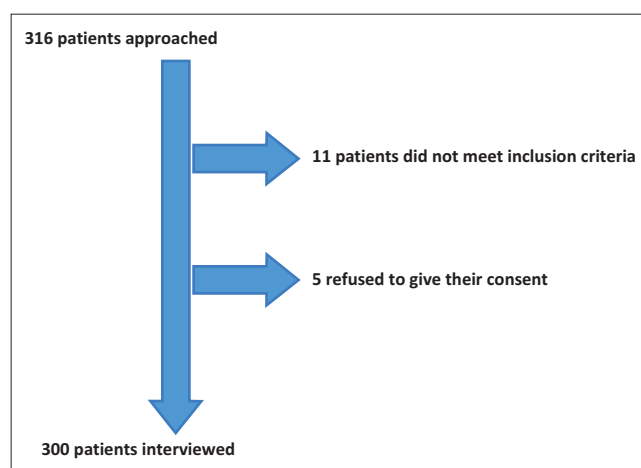 316 patients approached
11 patients did not meet inclusion criteria
5 refused to give their consent
300 patients interviewed